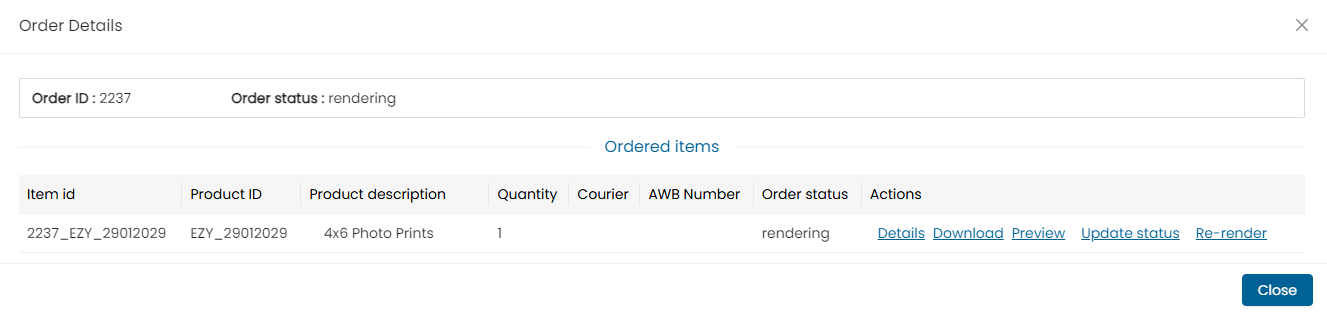 Order Details
Order ID : 2237 Order status : rendering
Ordered items
Item id Product ID Product description Quantity Courier AWB Number Order status Actions
2237_EZY_29012029 EZY_29012029 4x6 Photo Prints 1 rendering Details Download Preview Update status Re-render
Close